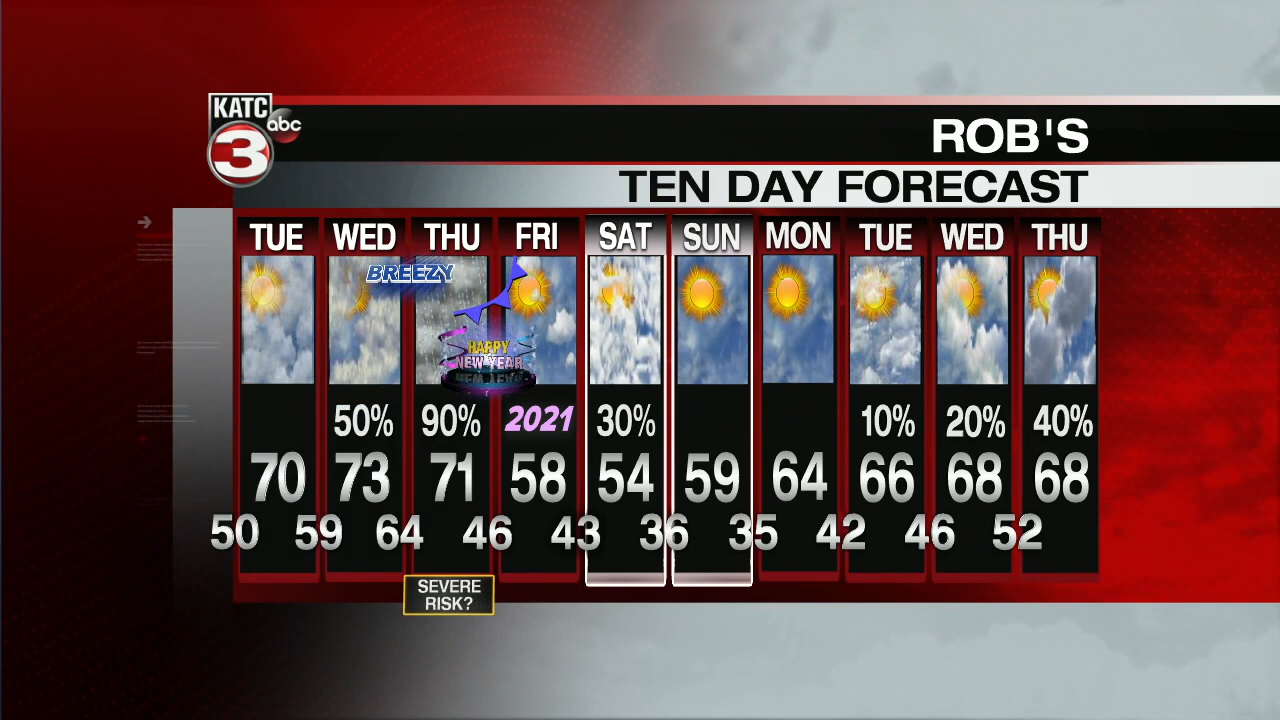 KATC
abc
3
ROB'S
TEN DAY FORECAST
TUE WED THU FRI SAT SUN MON TUE WED THU
BREEZY
HAPPY
NEW YEAR
50% 90% 2021 30% 10% 20% 40%
70 73 71 58 54 59 64 66 68 68
50 59 64 46 43 36 35 42 46 52
SEVERE
RISK?